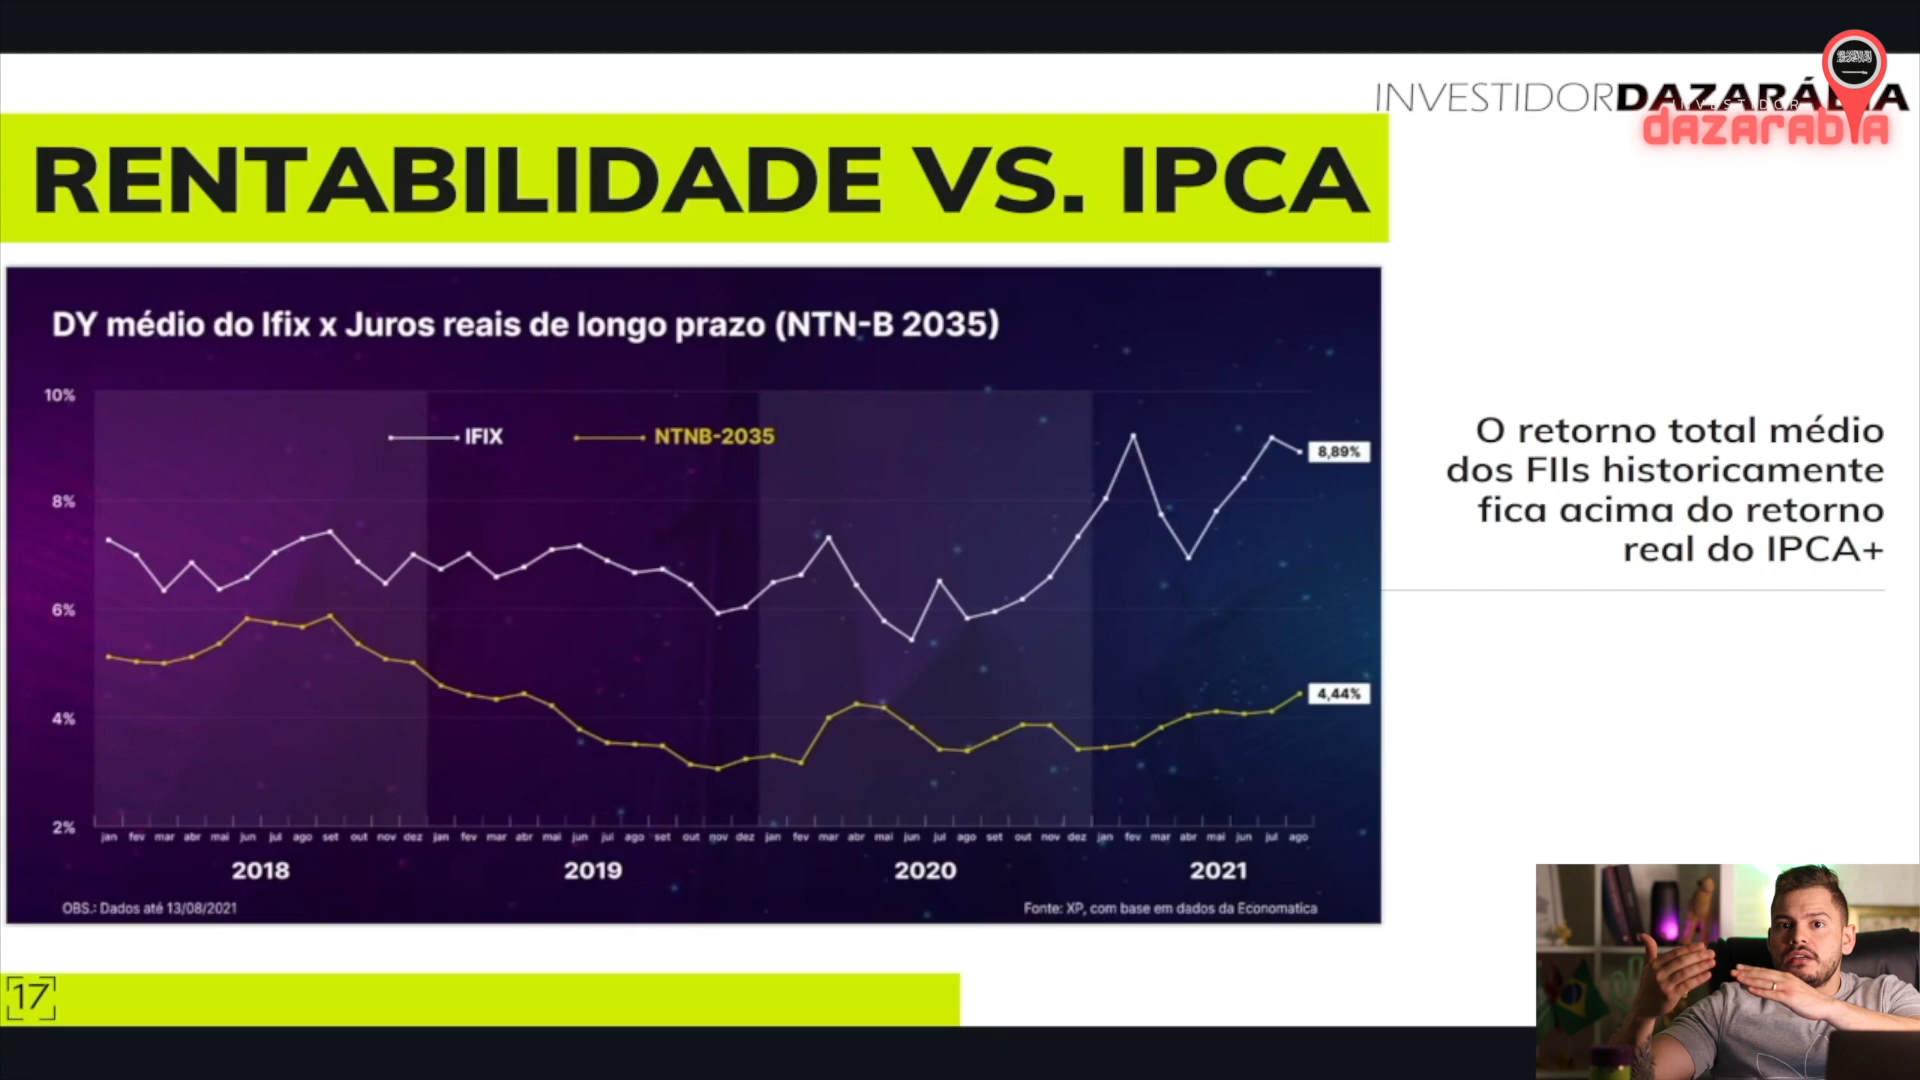 INVESTIDORDAZARÁBIA
INVESTIDOR
dazarabia
RENTABILIDADE VS. IPCA
DY médio do Ifix x Juros reais de longo prazo (NTN-B 2035)
10%
IFIX
NTNB-2035
8,89%
8%
6%
4,44%
4%
2%
jan fev mar abr mai jun jul ago set out nov dez jan fev mar abr mai jun jul ago set out nov dez jan fev mar abr mai jun jul ago set out nov dez jan fev mar abr mai jun jul ago
2018 2019 2020 2021
OBS.: Dados até 13/08/2021
Fonte: XP, com base em dados da Economatica
O retorno total médio
dos FIIs historicamente
fica acima do retorno
real do IPCA+
17